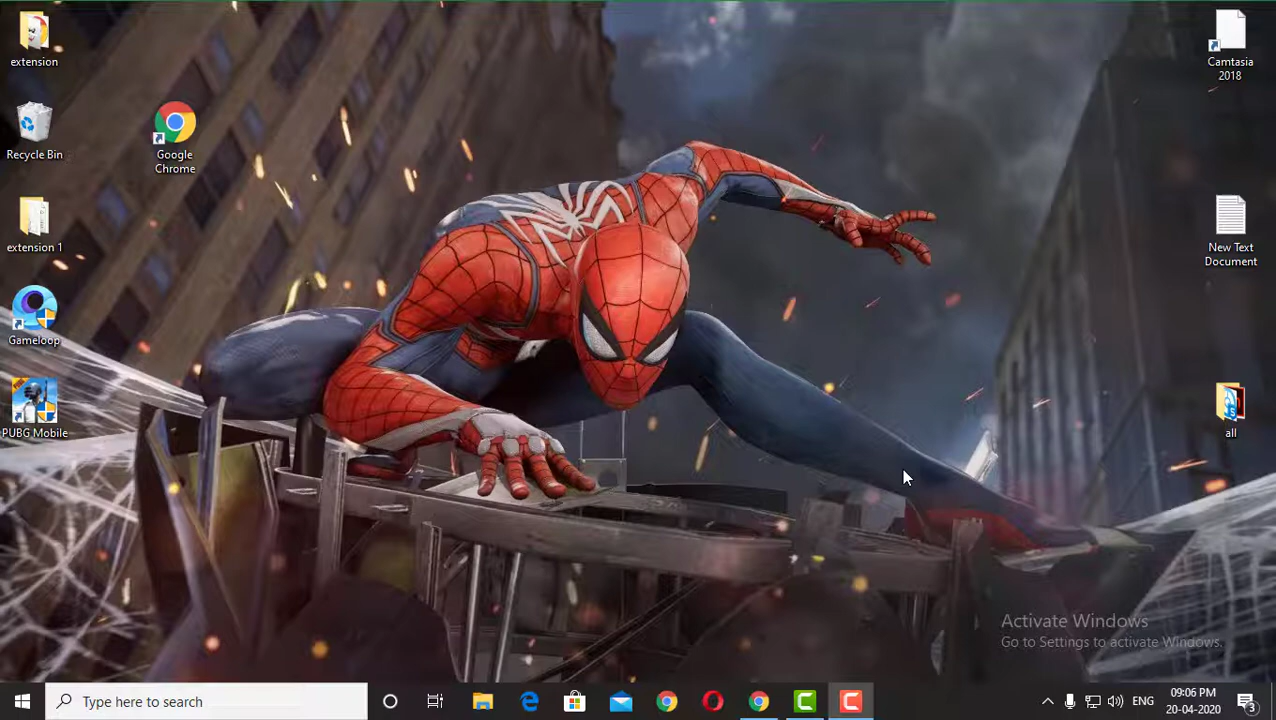 extension
Recycle Bin
Google
Chrome
extension 1
Gameloop
PUBG Mobile
Camtasia
2018
New Text
Document
all
Activate Windows
Go to Settings to activate Windows.
Type here to search
ENG
09:06 PM
20-04-2020
3